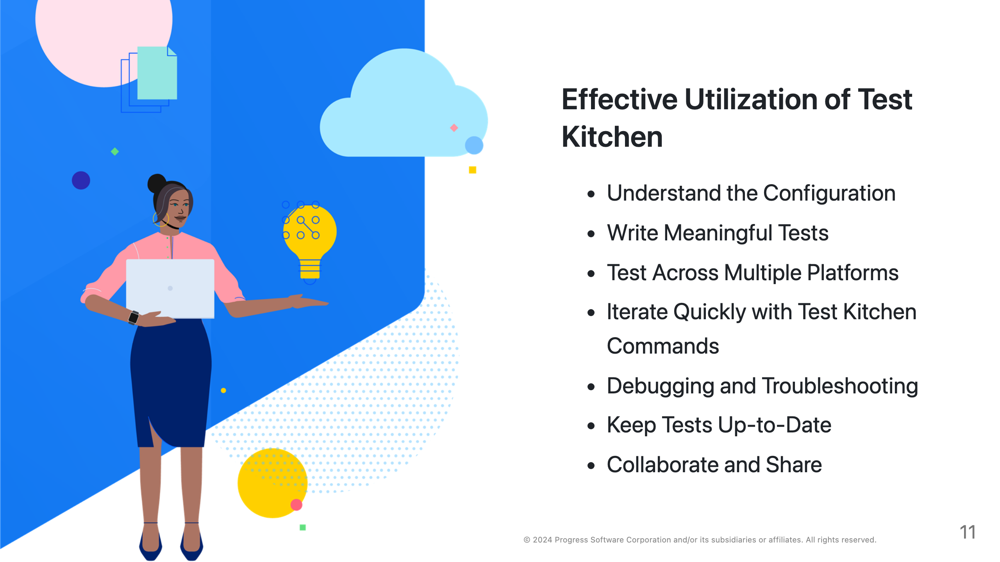 Effective Utilization of Test
Kitchen
• Understand the Configuration
• Write Meaningful Tests
• Test Across Multiple Platforms
• Iterate Quickly with Test Kitchen
Commands
• Debugging and Troubleshooting
• Keep Tests Up-to-Date
• Collaborate and Share
© 2024 Progress Software Corporation and/or its subsidiaries or affiliates. All rights reserved.
11